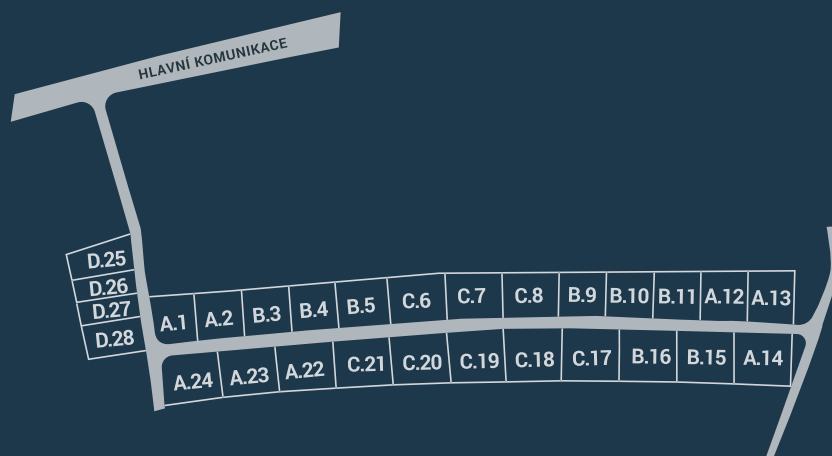 HLAVNÍ KOMUNIKACE
D.25
D.26
D.27
D.28
A.1 A.2 B.3 B.4 B.5 C.6 C.7 C.8 B.9 B.10 B.11 A.12 A.13
A.24 A.23 A.22 C.21 C.20 C.19 C.18 C.17 B.16 B.15 A.14